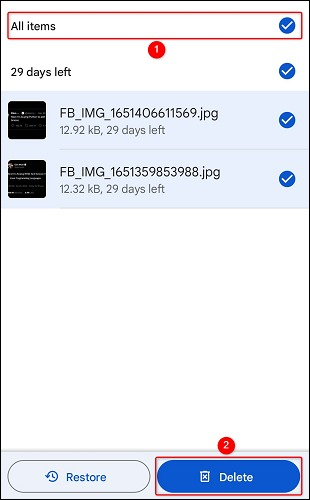 All items
1
29 days left
FB_IMG_1651406611569.jpg
12.92 kB, 29 days left
FB_IMG_1651359853988.jpg
12.32 kB, 29 days left
2
Restore
Delete